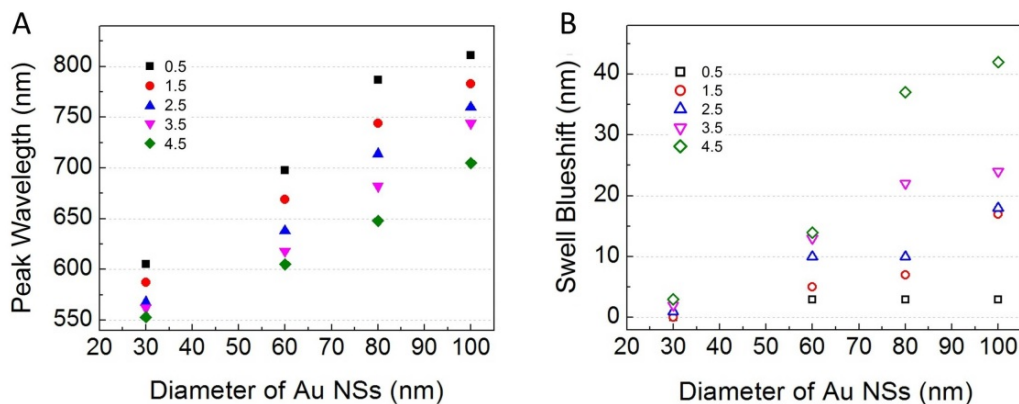 A
Peak Wavelegth (nm)
800
750
700
650
600
550
0.5
1.5
2.5
3.5
4.5
20 30 40 50 60 70 80 90 100
Diameter of Au NSs (nm)
B
Swell Blueshift (nm)
40
30
20
10
0
0.5
1.5
2.5
3.5
4.5
20 30 40 50 60 70 80 90 100
Diameter of Au NSs (nm)